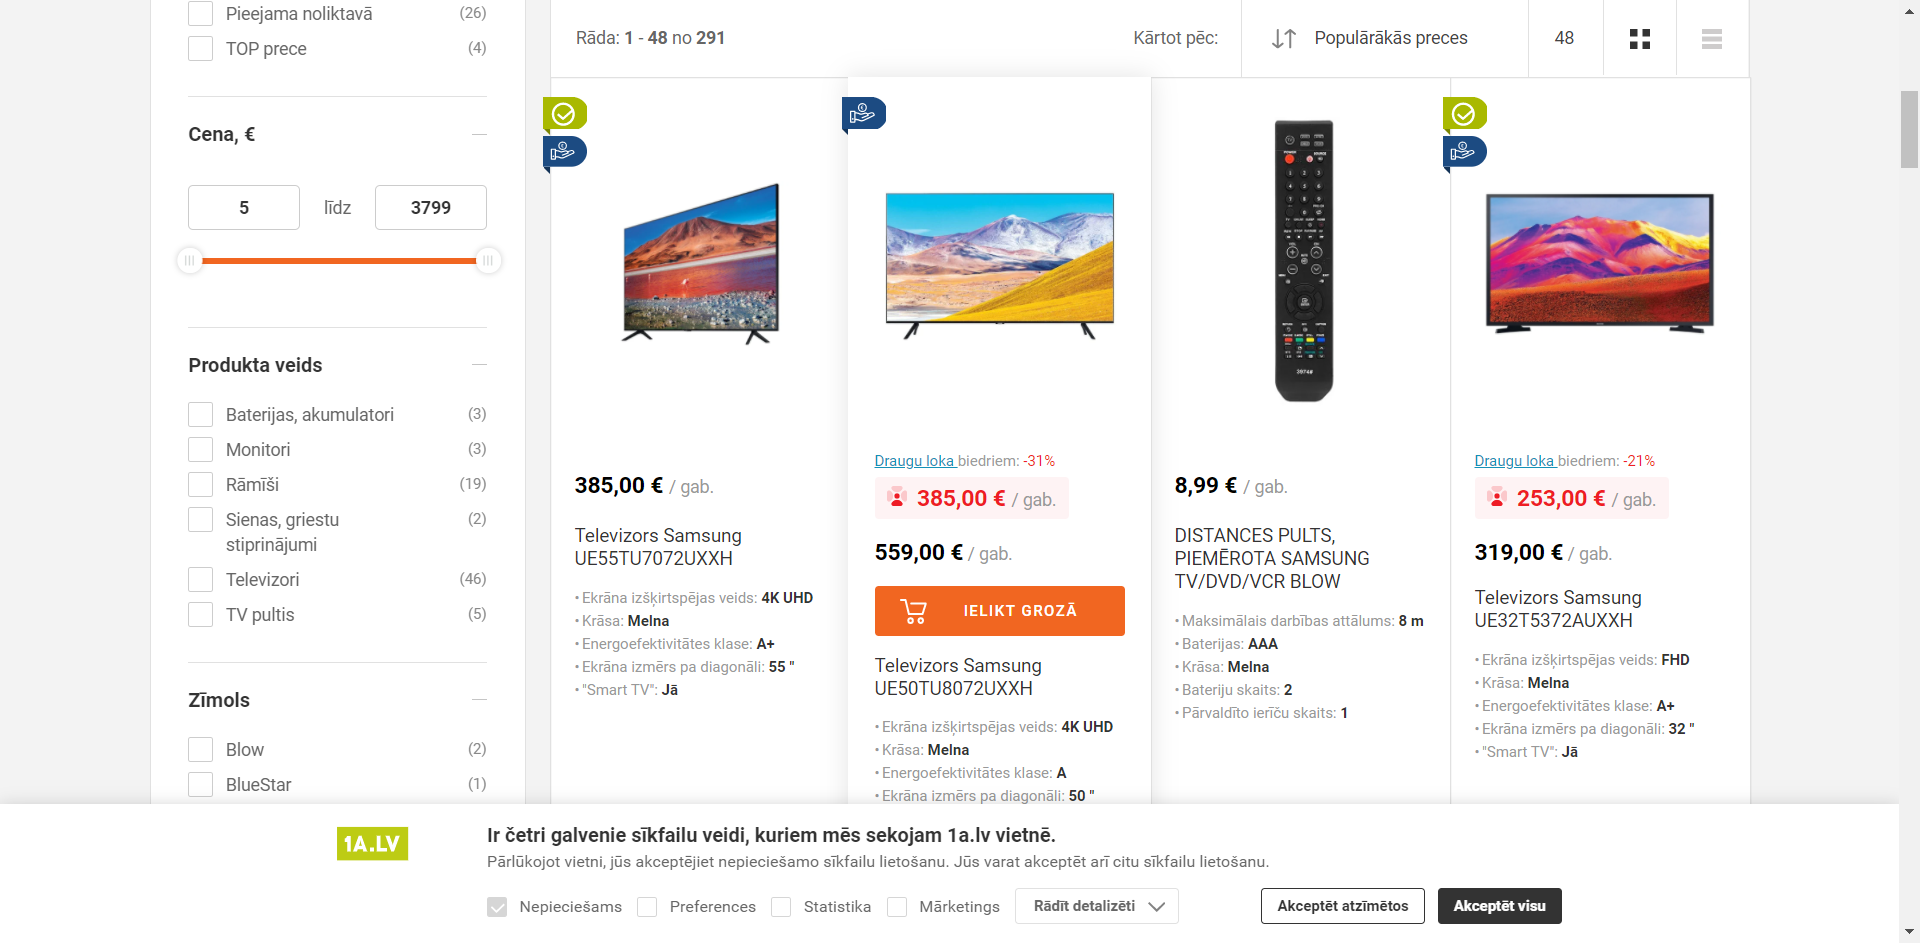 Pieejama noliktavā (26)
TOP prece (4)
Cena, €
5 līdz 3799
Produkta veids
Baterijas, akumulatori (3)
Monitori (3)
Rāmīši (19)
Sienas, griestu (2)
stiprinājumi
Televizori (46)
TV pultis (5)
Zīmols
Blow (2)
BlueStar (1)
Rāda: 1 - 48 no 291
Kārtot pēc: Populārākās preces 48
385,00 € / gab.
Televizors Samsung
UE55TU7072UXXH
• Ekrāna izšķirtspējas veids: 4K UHD
• Krāsa: Melna
• Energoefektivitātes klase: A+
• Ekrāna izmērs pa diagonāli: 55 "
• "Smart TV": Jā
Draugu loka biedriem: -31%
385,00 € / gab.
559,00 € / gab.
IELIKT GROZĀ
Televizors Samsung
UE50TU8072UXXH
• Ekrāna izšķirtspējas veids: 4K UHD
• Krāsa: Melna
• Energoefektivitātes klase: A
• Ekrāna izmērs pa diagonāli: 50 "
8,99 € / gab.
DISTANCES PULTS,
PIEMĒROTA SAMSUNG
TV/DVD/VCR BLOW
• Maksimālais darbības attālums: 8 m
• Baterijas: AAA
• Krāsa: Melna
• Bateriju skaits: 2
• Pārvaldīto ierīču skaits: 1
Draugu loka biedriem: -21%
253,00 € / gab.
319,00 € / gab.
Televizors Samsung
UE32T5372AUXXH
• Ekrāna izšķirtspējas veids: FHD
• Krāsa: Melna
• Energoefektivitātes klase: A+
• Ekrāna izmērs pa diagonāli: 32 "
• "Smart TV": Jā
1A.LV
Ir četri galvenie sīkfailu veidi, kuriem mēs sekojam 1a.lv vietnē.
Pārlūkojot vietni, jūs akceptējiet nepieciešamo sīkfailu lietošanu. Jūs varat akceptēt arī citu sīkfailu lietošanu.
Nepieciešams Preferences Statistika Mārketings Rādīt detalizēti Akceptēt atzīmētos Akceptēt visu